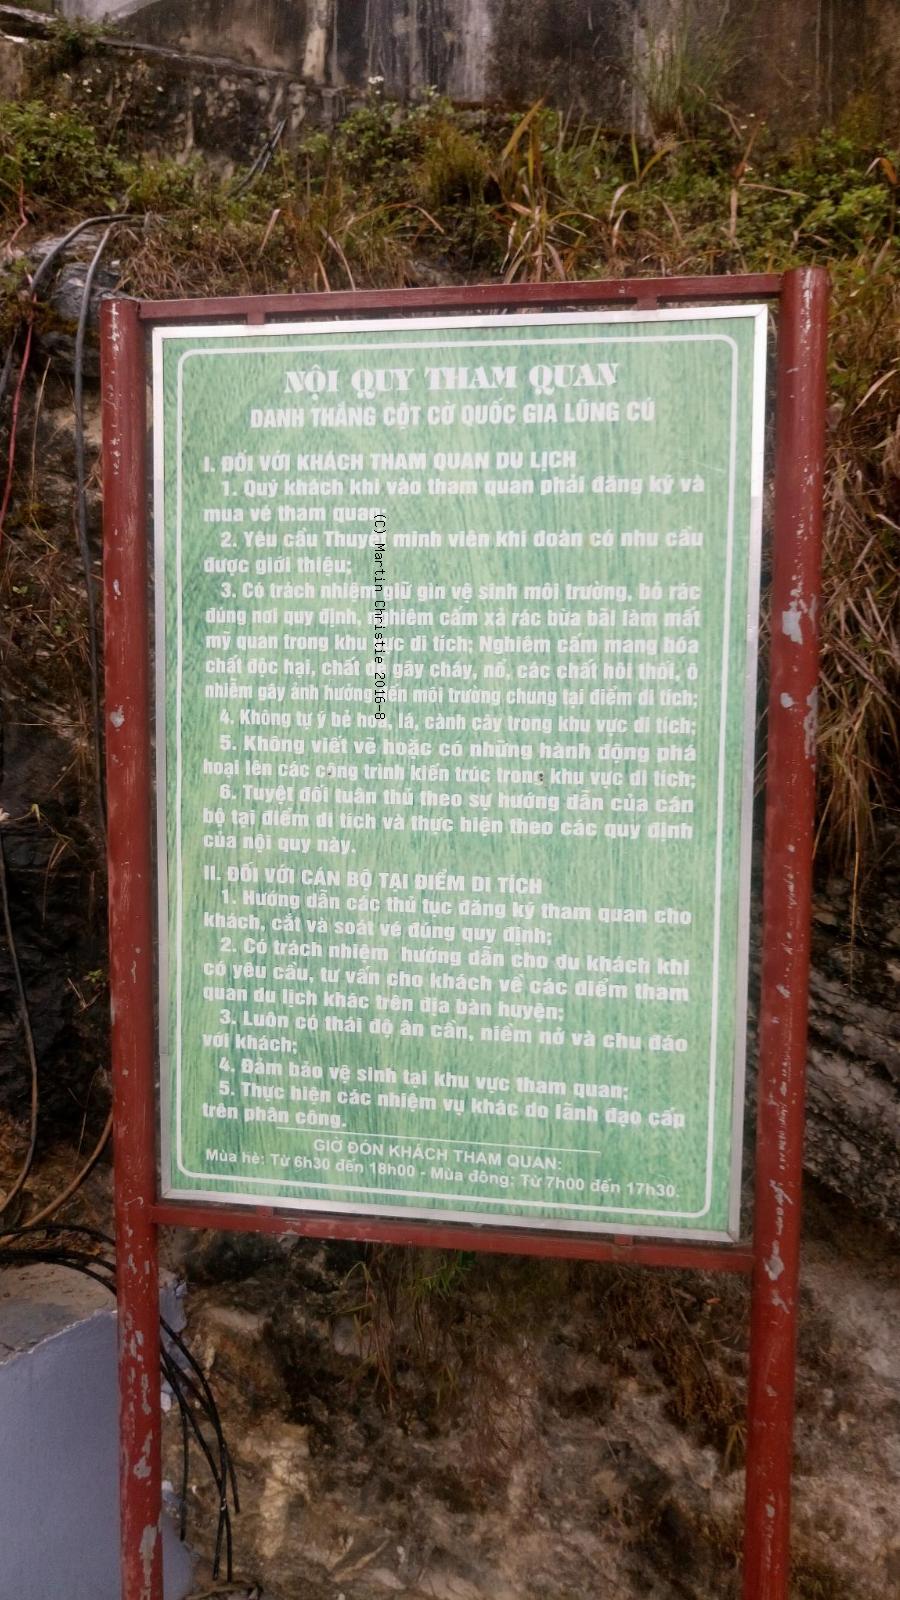 NỘI QUY THAM QUAN
DANH THẮNG CỘT CỜ QUỐC GIA LŨNG CÚ
I. ĐỐI VỚI KHÁCH THAM QUAN DU LỊCH
1. Quý khách khi vào tham quan phải đăng ký và
mua vé tham quan
2. Yêu cầu Thuyết minh viên khi đoàn có nhu cầu
được giới thiệu;
3. Có trách nhiệm giữ gìn vệ sinh môi trường, bỏ rác
đúng nơi quy định, nghiêm cấm xả rác bừa bãi làm mất
mỹ quan trong khu vực di tích; Nghiêm cấm mang hóa
chất độc hại, chất dễ gây cháy, nổ, các chất hôi thối, ô
nhiễm gây ảnh hưởng đến môi trường chung tại điểm di tích;
4. Không tự ý bẻ hoa, lá, cành cây trong khu vực di tích;
5. Không viết vẽ hoặc có những hành động phá
hoại lên các công trình kiến trúc trong khu vực di tích;
6. Tuyệt đối tuân thủ theo sự hướng dẫn của cán
bộ tại điểm di tích và thực hiện theo các quy định
của nội quy này.
II. ĐỐI VỚI CÁN BỘ TẠI ĐIỂM DI TÍCH
1. Hướng dẫn các thủ tục đăng ký tham quan cho
khách, cắt và soát vé đúng quy định;
2. Có trách nhiệm hướng dẫn cho du khách khi
có yêu cầu, tư vấn cho khách về các điểm tham
quan du lịch khác trên địa bàn huyện;
3. Luôn có thái độ ân cần, niềm nở và chu đáo
với khách;
4. Đảm bảo vệ sinh tại khu vực tham quan;
5. Thực hiện các nhiệm vụ khác do lãnh đạo cấp
trên phân công.
GIỜ ĐÓN KHÁCH THAM QUAN:
Mùa hè: Từ 6h30 đến 18h00 - Mùa đông: Từ 7h00 đến 17h30.
(C) Martin Christie 2016-8